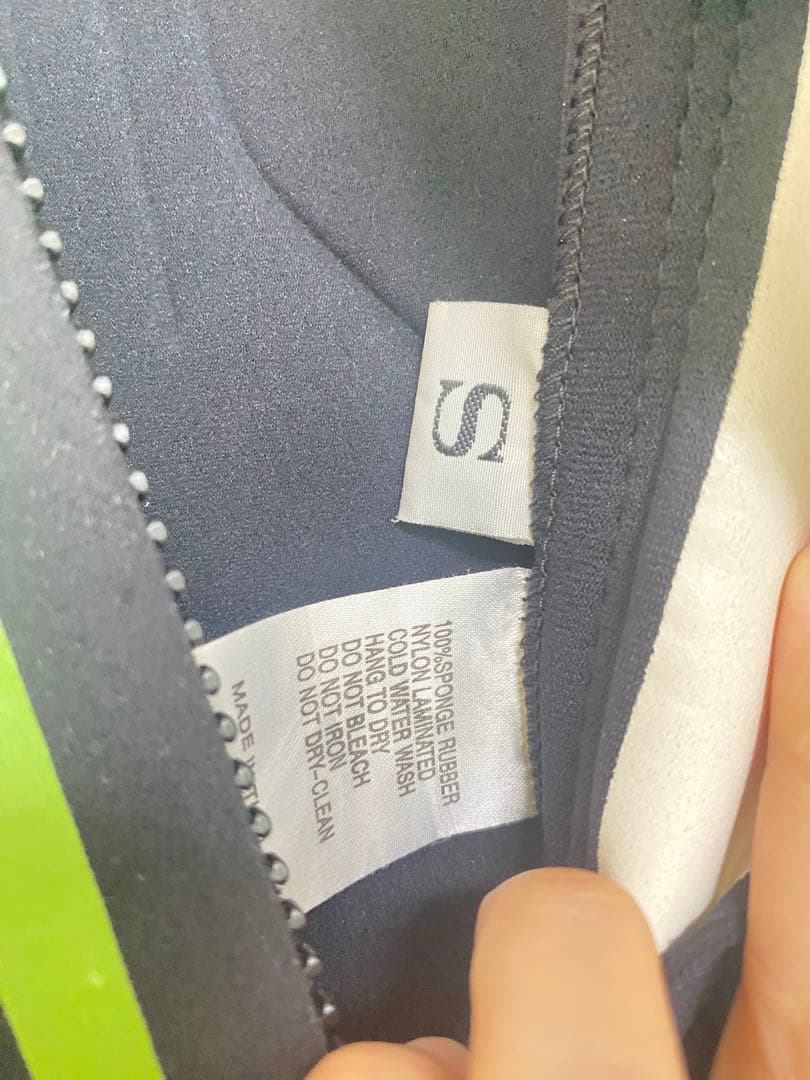 S
100%SPONGE RUBBER
NYLON LAMINATED
COLD WATER WASH
HANG TO DRY
DO NOT BLEACH
DO NOT IRON
DO NOT DRY-CLEAN
MADE